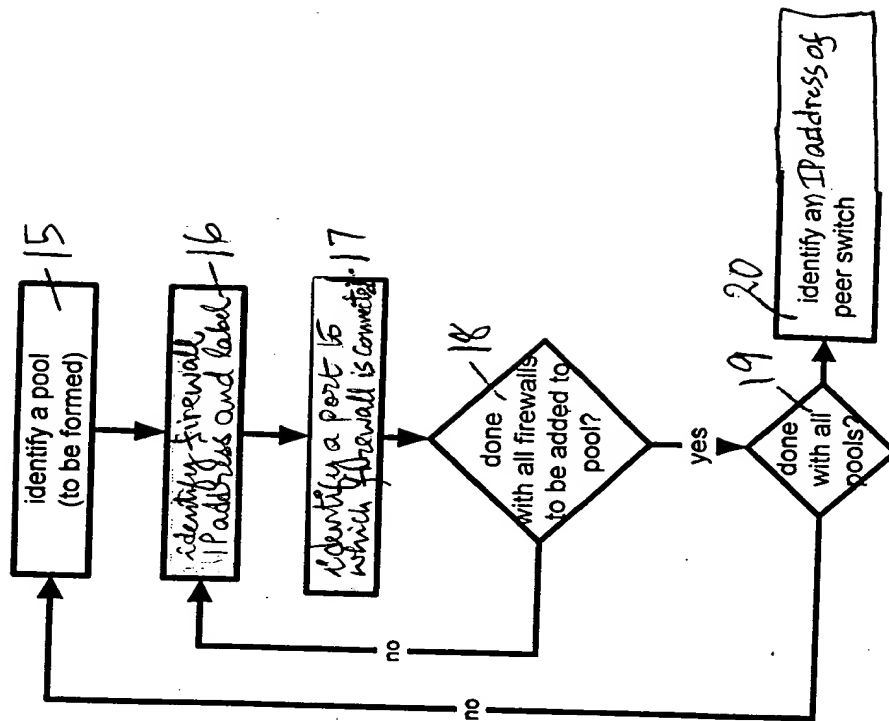 identify a pool
(to be formed)
15
identify firewall
IP address and label
16
identify a port to
which firewall is connected
17
done
with all firewalls
to be added to
pool?
18
no
yes
done
with all
pools?
19
no
20
identify an IP address of
peer switch